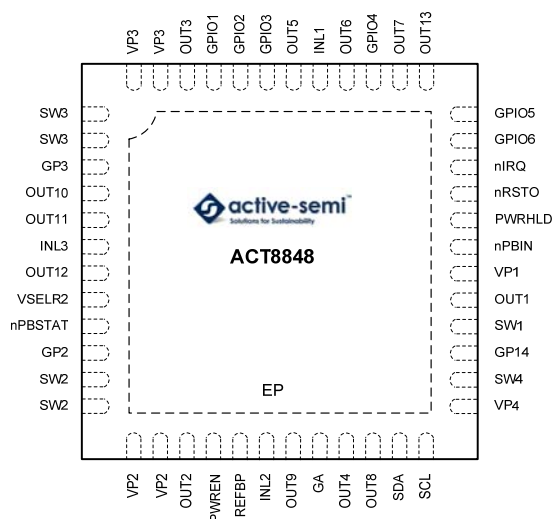 VP3
VP3
OUT3
GPIO1
GPIO2
GPIO3
OUT5
INL1
OUT6
GPIO4
OUT7
OUT13
SW3
SW3
GP3
OUT10
OUT11
INL3
OUT12
VSELR2
nPBSTAT
GP2
SW2
SW2
active-semi™
Solutions for Sustainability
ACT8848
EP
GPIO5
GPIO6
nIRQ
nRSTO
PWRHLD
nPBIN
VP1
OUT1
SW1
GP14
SW4
VP4
VP2
VP2
OUT2
PWREN
REFBP
INL2
OUT9
GA
OUT4
OUT8
SDA
SCL